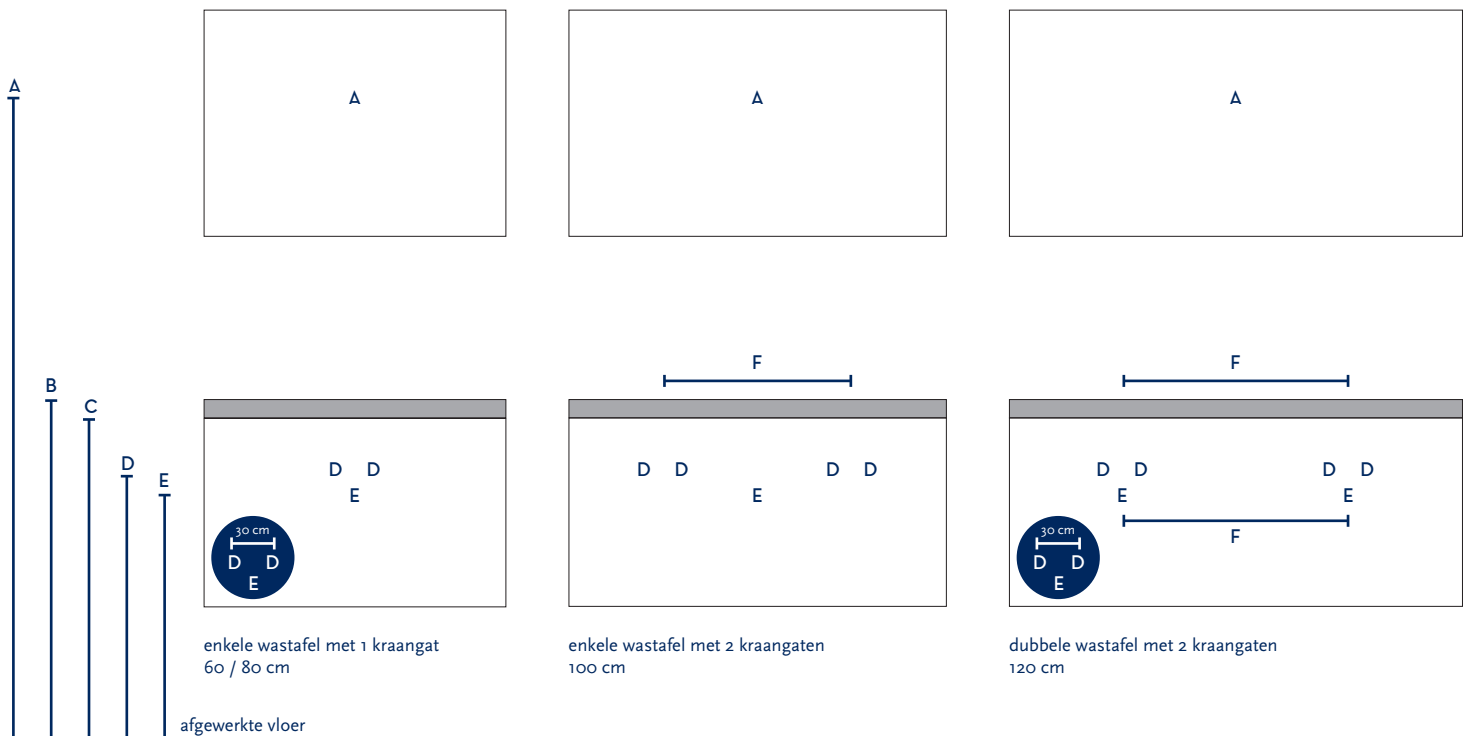 A
A
A
A
B
C
D
E
F
F
D D
E
D D
D D
E
D D
D D
E
E
F
30 cm
D D
E
30 cm
D D
E
enkele wastafel met 1 kraangat
60 / 80 cm
enkele wastafel met 2 kraangaten
100 cm
dubbele wastafel met 2 kraangaten
120 cm
afgewerkte vloer